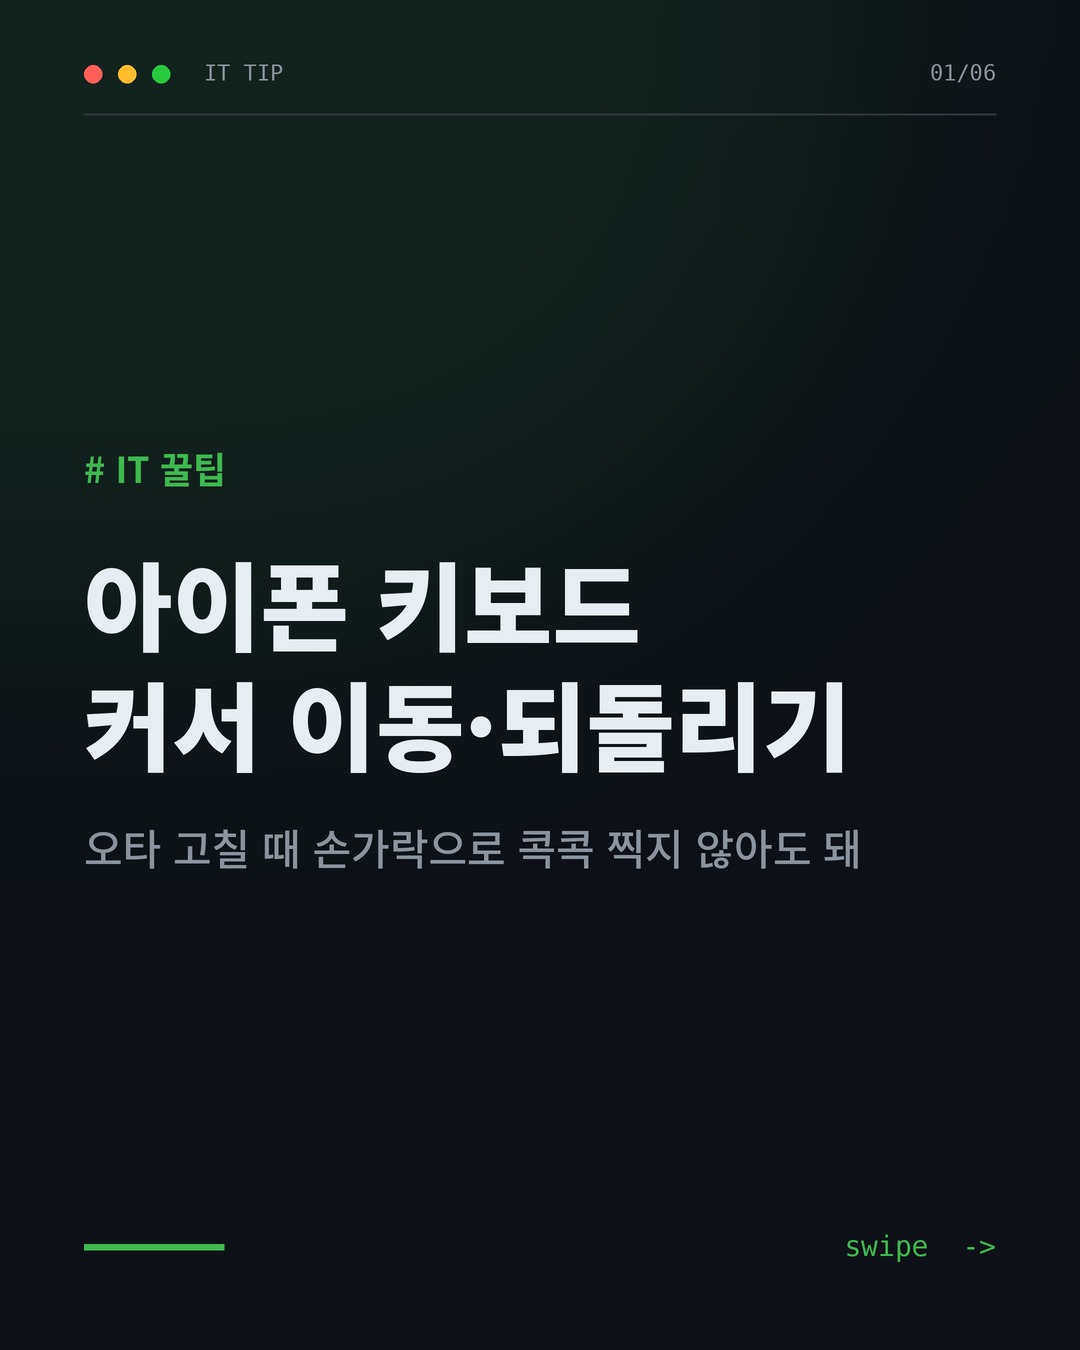 IT TIP
01/06
# IT 꿀팁
아이폰 키보드
커서 이동·되돌리기
오타 고칠 때 손가락으로 콕콕 찍지 않아도 돼
swipe ->